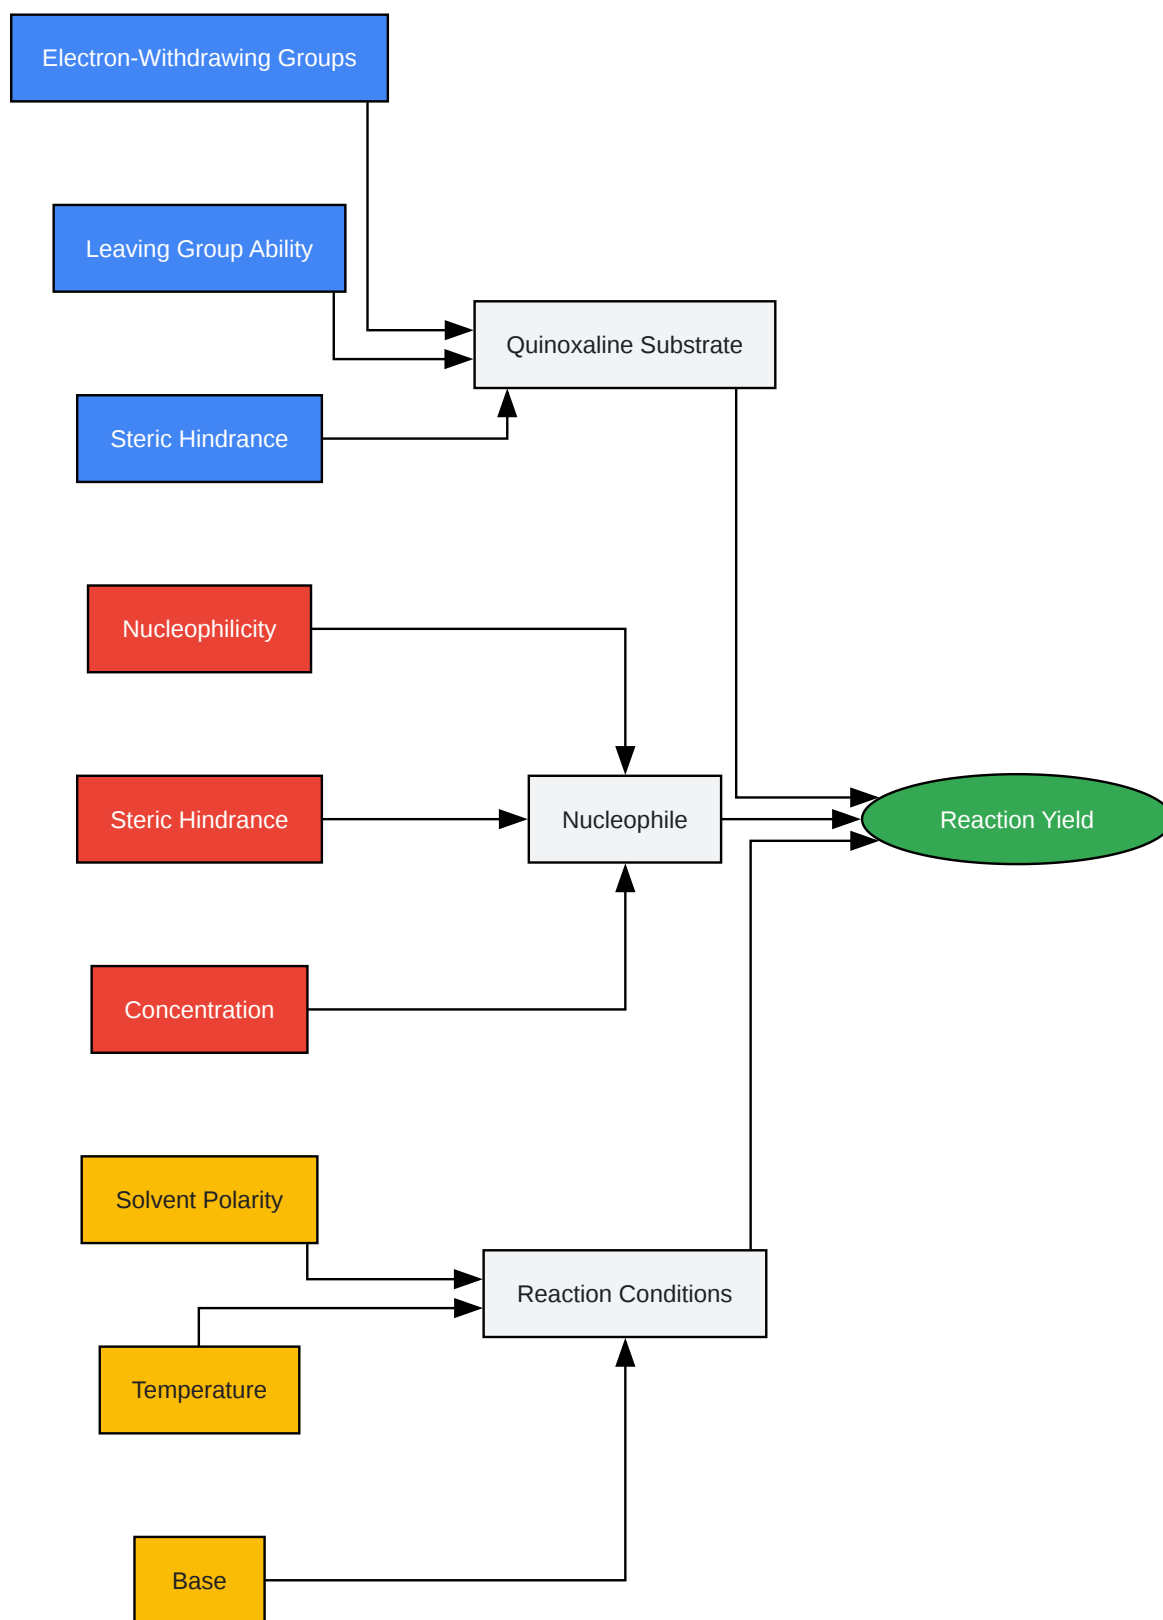 Electron-Withdrawing Groups
Leaving Group Ability
Quinoxaline Substrate
Steric Hindrance
Nucleophilicity
Steric Hindrance
Nucleophile
Reaction Yield
Concentration
Solvent Polarity
Reaction Conditions
Temperature
Base